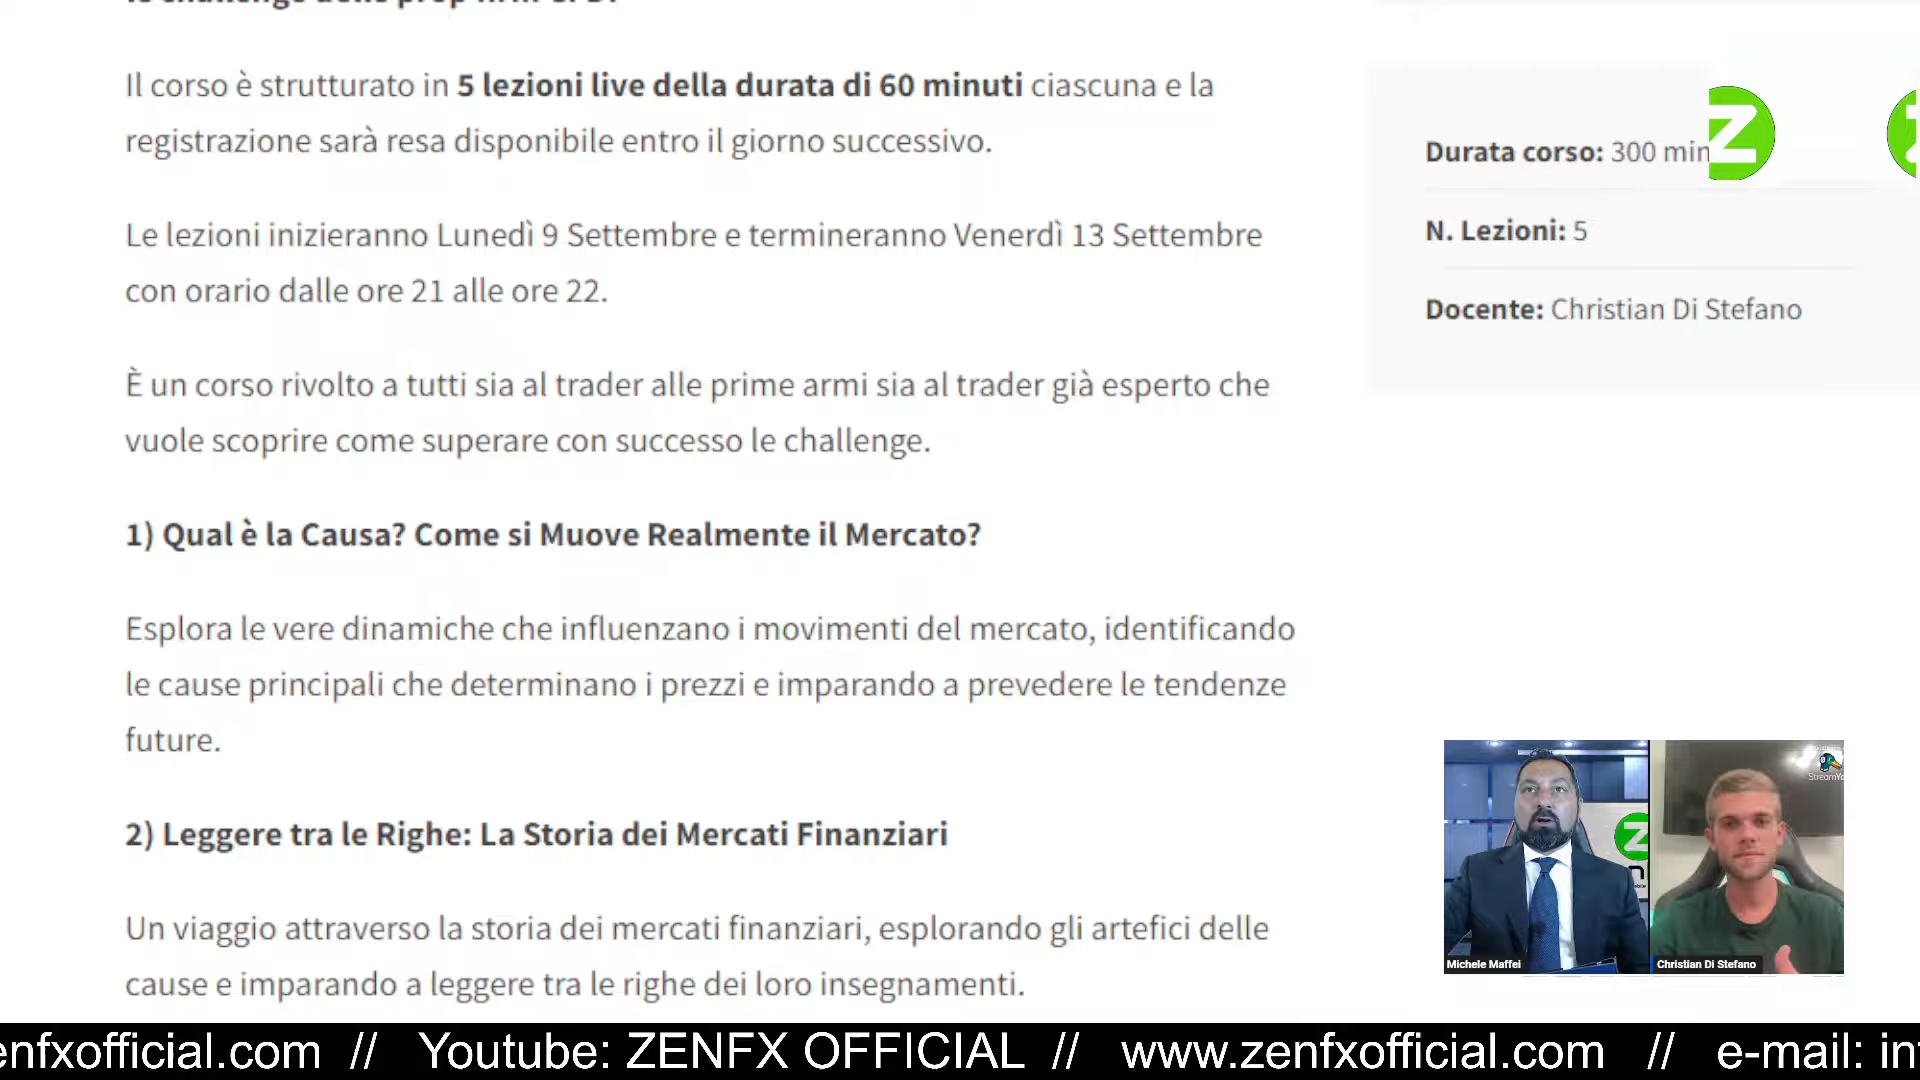 Il corso è strutturato in 5 lezioni live della durata di 60 minuti ciascuna e la
registrazione sarà resa disponibile entro il giorno successivo.
Le lezioni inizieranno Lunedì 9 Settembre e termineranno Venerdì 13 Settembre
con orario dalle ore 21 alle ore 22.
È un corso rivolto a tutti sia al trader alle prime armi sia al trader già esperto che
vuole scoprire come superare con successo le challenge.
1) Qual è la Causa? Come si Muove Realmente il Mercato?
Esplora le vere dinamiche che influenzano i movimenti del mercato, identificando
le cause principali che determinano i prezzi e imparando a prevedere le tendenze
future.
2) Leggere tra le Righe: La Storia dei Mercati Finanziari
Un viaggio attraverso la storia dei mercati finanziari, esplorando gli artefici delle
cause e imparando a leggere tra le righe dei loro insegnamenti.
Durata corso: 300 min
N. Lezioni: 5
Docente: Christian Di Stefano
Z
Z
Michele Maffei
Christian Di Stefano
enfxofficial.com // Youtube: ZENFX OFFICIAL // www.zenfxofficial.com // e-mail: in